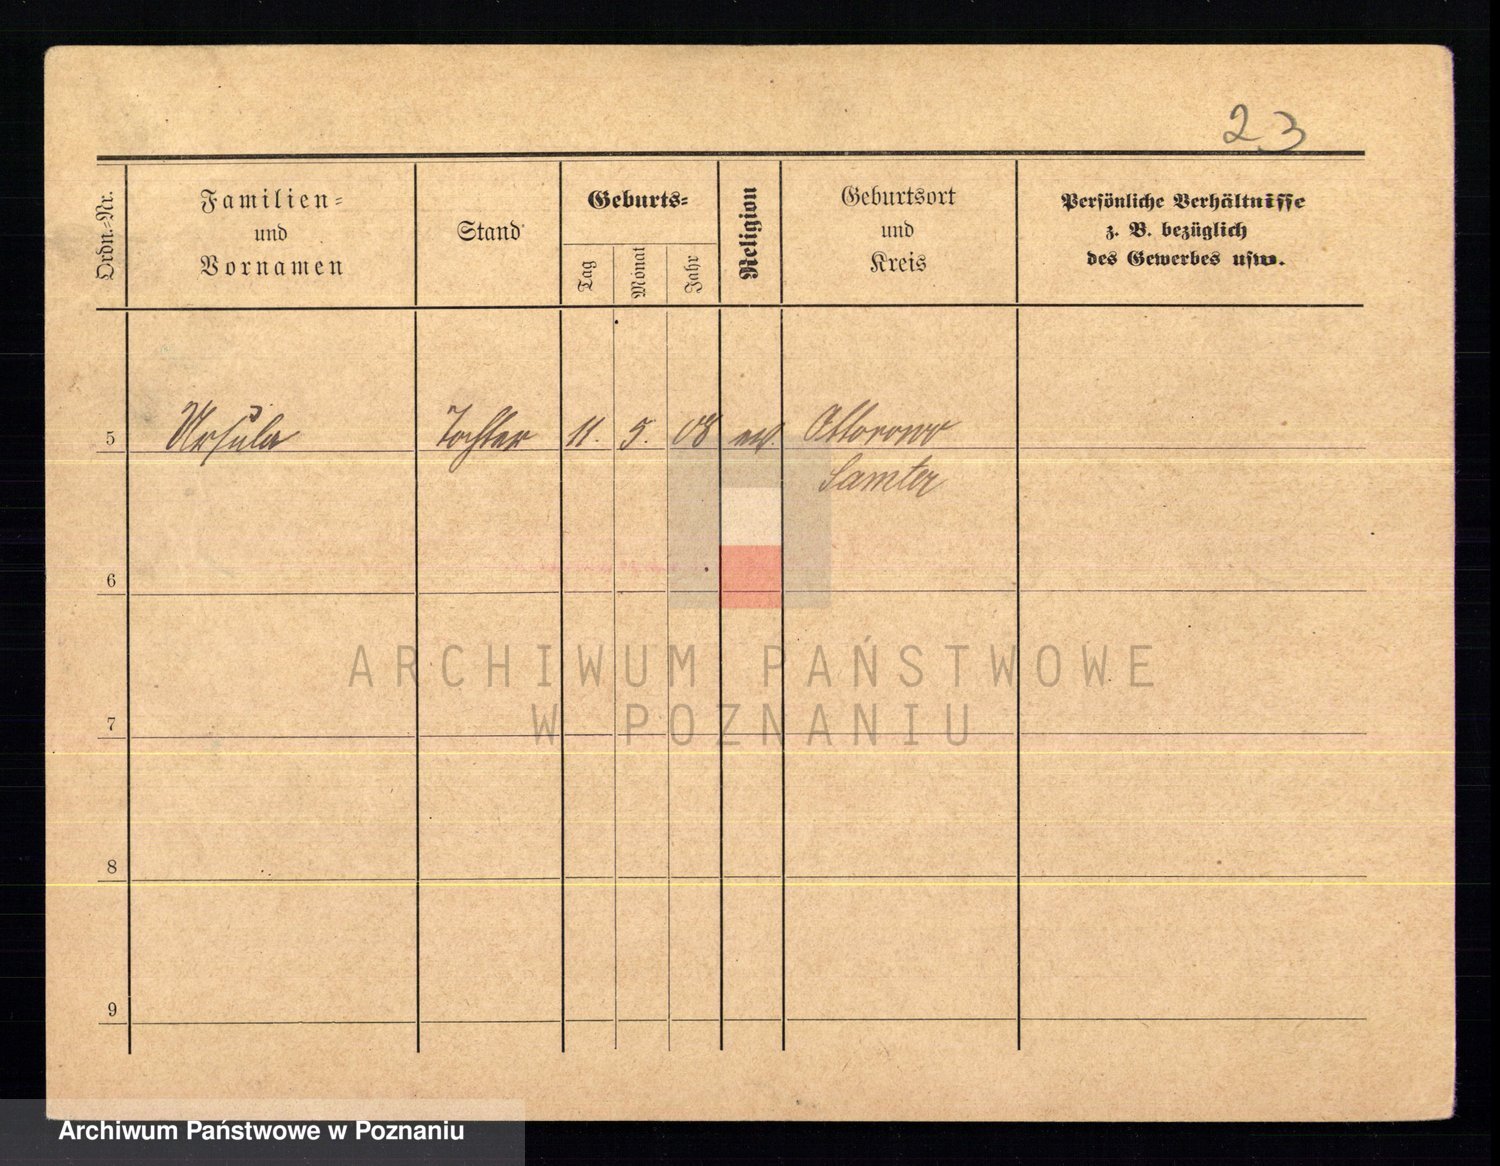 23
Ordn.-Nr.
Familien-
und
Vornamen
Stand
Geburts-
Tag
Monat
Jahr
Religion
Geburtsort
und
Kreis
Persönliche Verhältnisse
z. B. bezüglich
des Gewerbes usw.
5 Ursula Tochter 11. 5. 08 ev. Ottorowo
Samter
6
7
8
9
ARCHIWUM PAŃSTWOWE
W POZNANIU
Archiwum Państwowe w Poznaniu